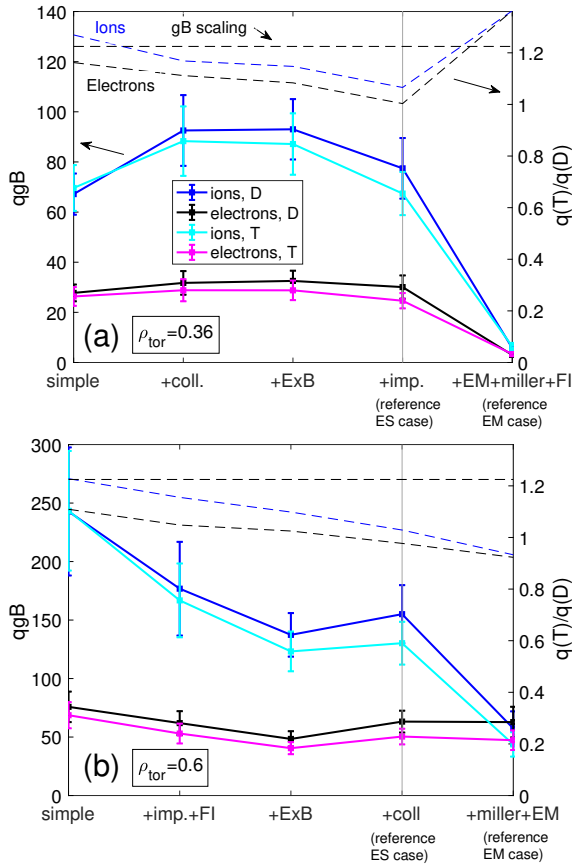 140
120
100
80
60
40
20
0
qgB
Ions
gB scaling
Electrons
1.2
1
0.8
0.6
0.4
0.2
0
q(T)/q(D)
ions, D
electrons, D
ions, T
electrons, T
(a)
ρtor=0.36
simple
+coll.
+ExB
+imp.
+EM+miller+FI
(reference
ES case)
(reference
EM case)
300
250
200
150
100
50
0
qgB
1.2
1
0.8
0.6
0.4
0.2
0
q(T)/q(D)
(b)
ρtor=0.6
simple
+imp.+FI
+ExB
+coll
+miller+EM
(reference
ES case)
(reference
EM case)